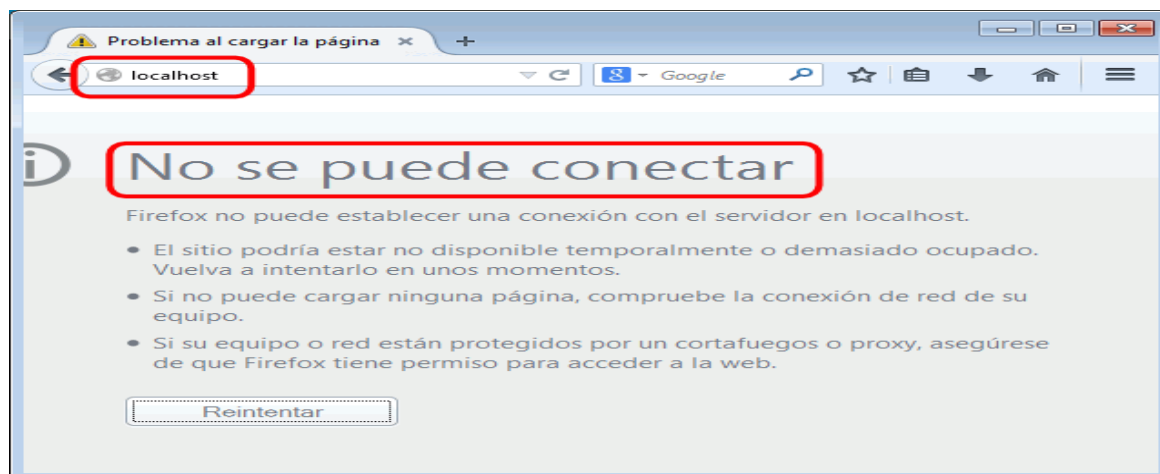 Problema al cargar la página
localhost
Google
No se puede conectar
Firefox no puede establecer una conexión con el servidor en localhost.
El sitio podría estar no disponible temporalmente o demasiado ocupado.
Vuelva a intentarlo en unos momentos.
Si no puede cargar ninguna página, compruebe la conexión de red de su
equipo.
Si su equipo o red están protegidos por un cortafuegos o proxy, asegúrese
de que Firefox tiene permiso para acceder a la web.
Reintentar